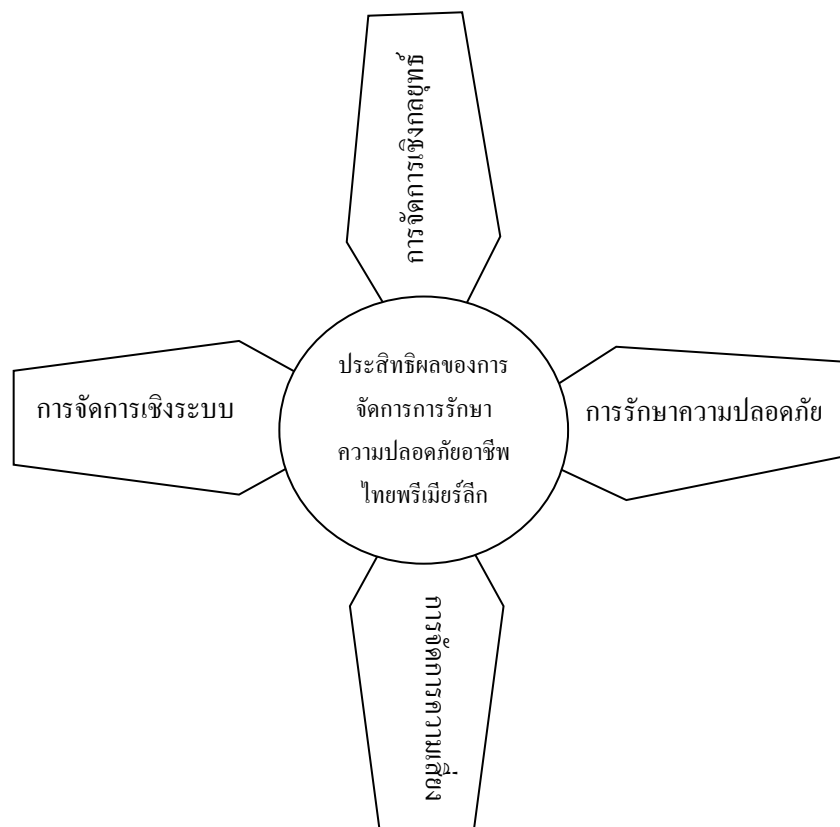 การจัดการเชิงกลยุทธ์
การจัดการเชิงระบบ
ประสิทธิผลของการ
จัดการการรักษา
ความปลอดภัยอาชีพ
ไทยพรีเมียร์ลีก
การรักษาความปลอดภัย
การจัดการความเสี่ยง